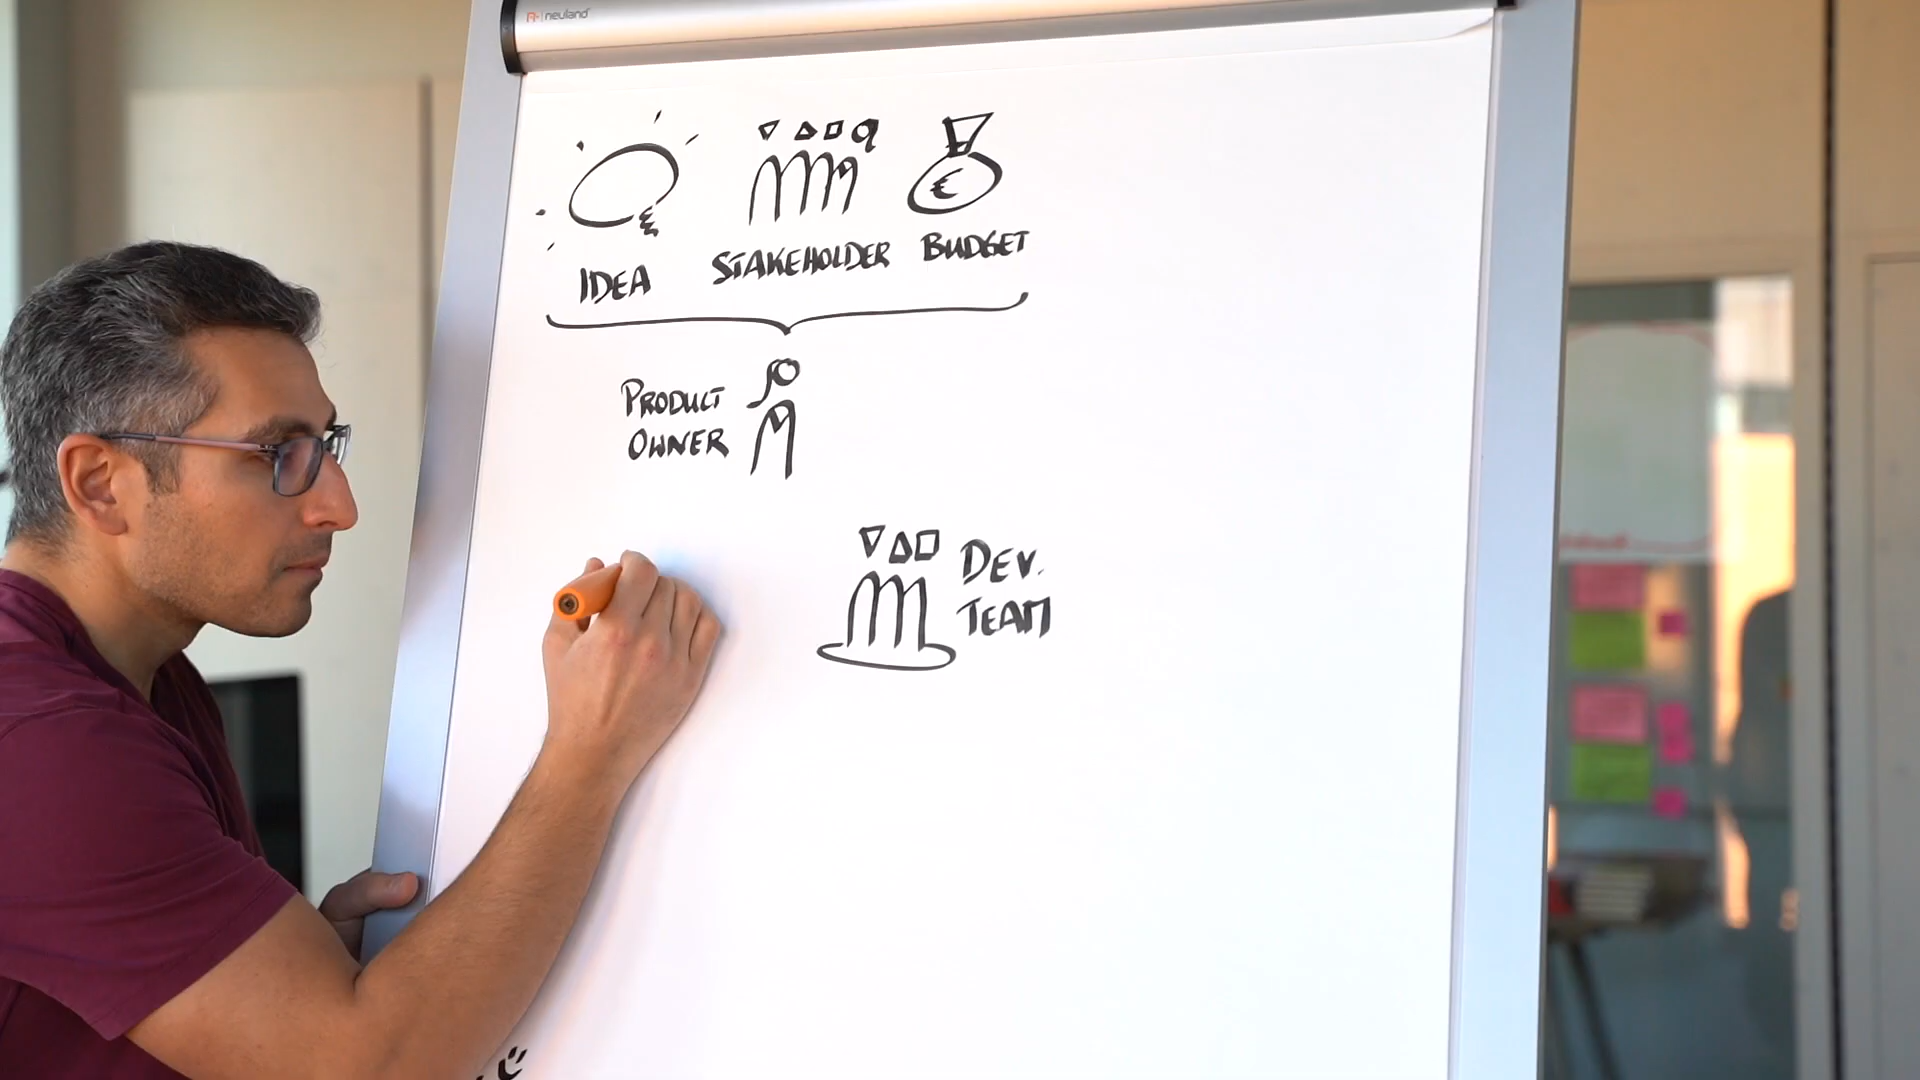 neuland
IDEA
STAKEHOLDER
BUDGET
€
PRODUCT
OWNER
DEV.
TEAM